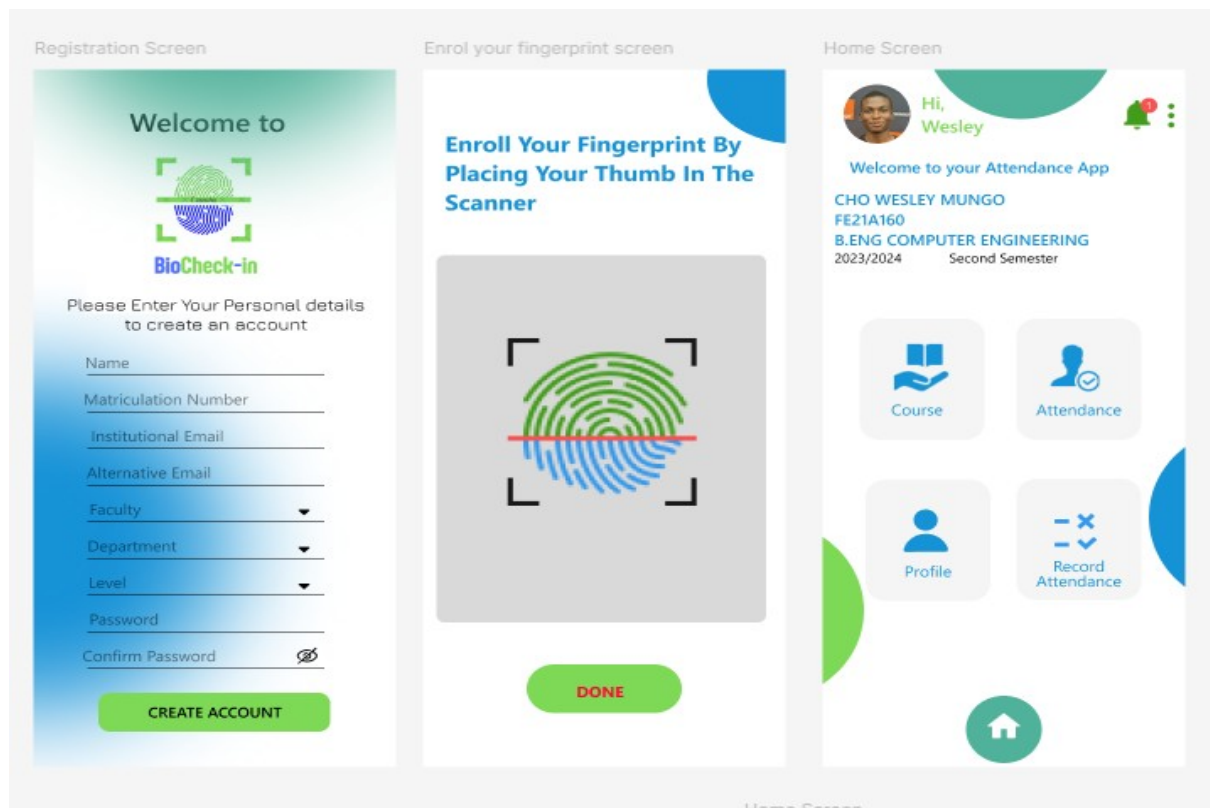 Registration Screen
Welcome to
BioCheck-in
Please Enter Your Personal details
to create an account
Name
Matriculation Number
Institutional Email
Alternative Email
Faculty
Department
Level
Password
Confirm Password
CREATE ACCOUNT
Enrol your fingerprint screen
Enroll Your Fingerprint By
Placing Your Thumb In The
Scanner
DONE
Home Screen
Hi,
Wesley
1
Welcome to your Attendance App
CHO WESLEY MUNGO
FE21A160
B.ENG COMPUTER ENGINEERING
2023/2024 Second Semester
Course
Attendance
Profile
Record
Attendance
Home Screen